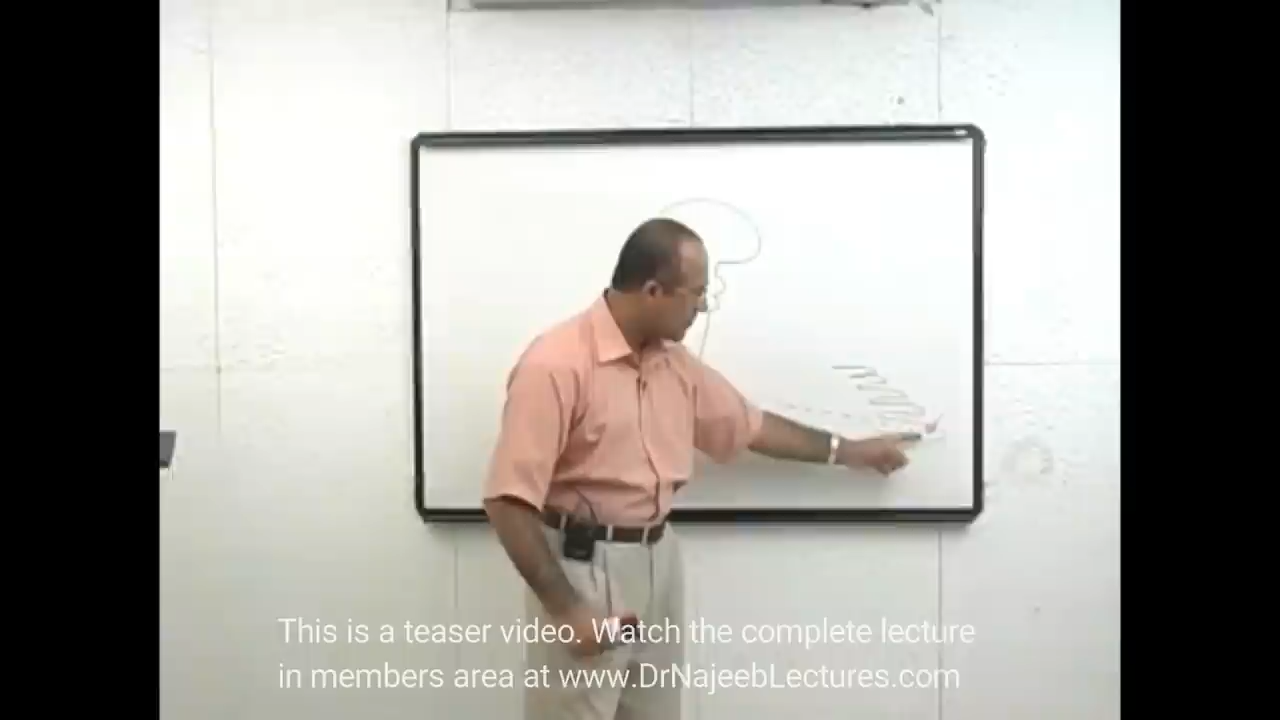 This is a teaser video. Watch the complete lecture
in members area at www.DrNajeebLectures.com